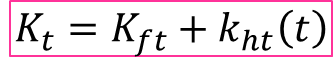 K_t = K_{ft} + k_{ht}(t)